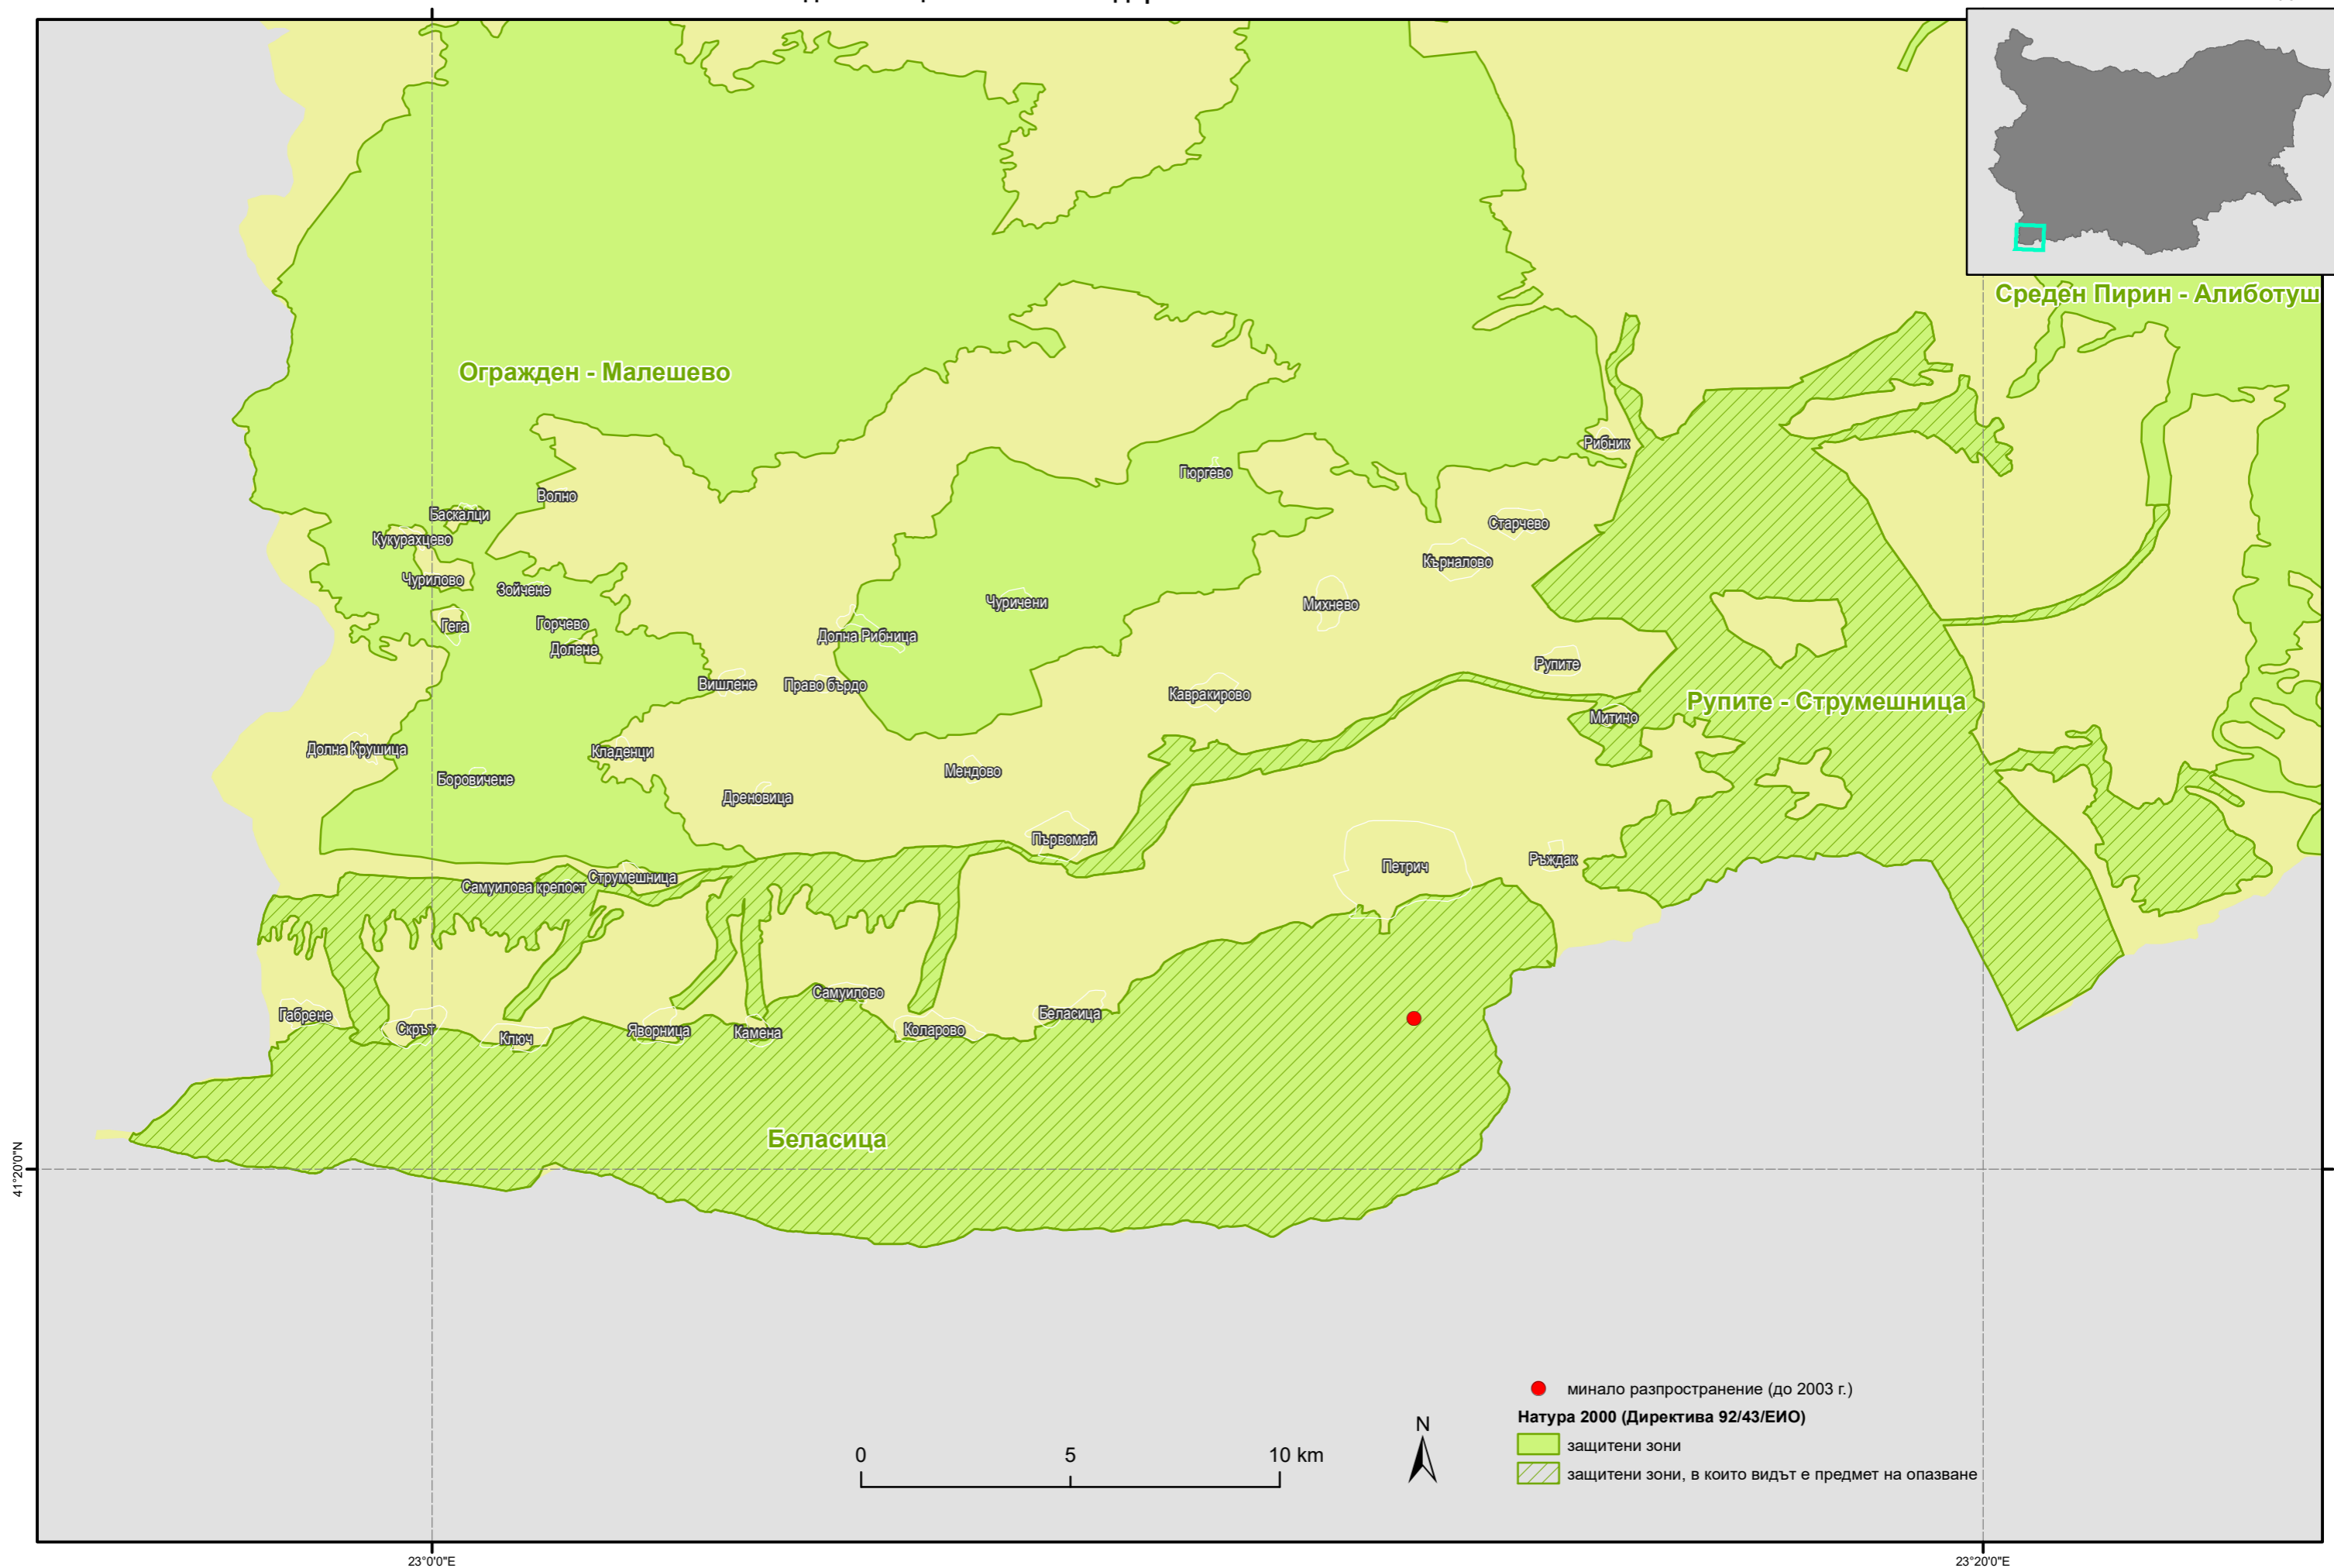 Среден Пирин - Алиботуш
Огражден - Малешево
Рибник
Гюргево
Волно
Баскалци
Старчево
Кукурахцево
Кърналово
Чурилово
Зойчене
Чуричени
Михнево
Гега
Горчево
Долна Рибница
Долене
Рупите
Вишлене
Право бърдо
Кавракирово
Рупите - Струмешница
Митино
Долна Крушица
Кладенци
Боровичене
Мендово
Дреновица
Първомай
Петрич
Ръждак
Струмешница
Самуилова крепост
Самуилово
Габрене
Беласица
Скрът
Ключ
Яворница
Камена
Коларово
Беласица
41°20'0"N
минало разпространение (до 2003 г.)
Натура 2000 (Директива 92/43/ЕИО)
защитени зони
защитени зони, в които видът е предмет на опазване
0 5 10 km
N
23°0'0"E
23°20'0"E